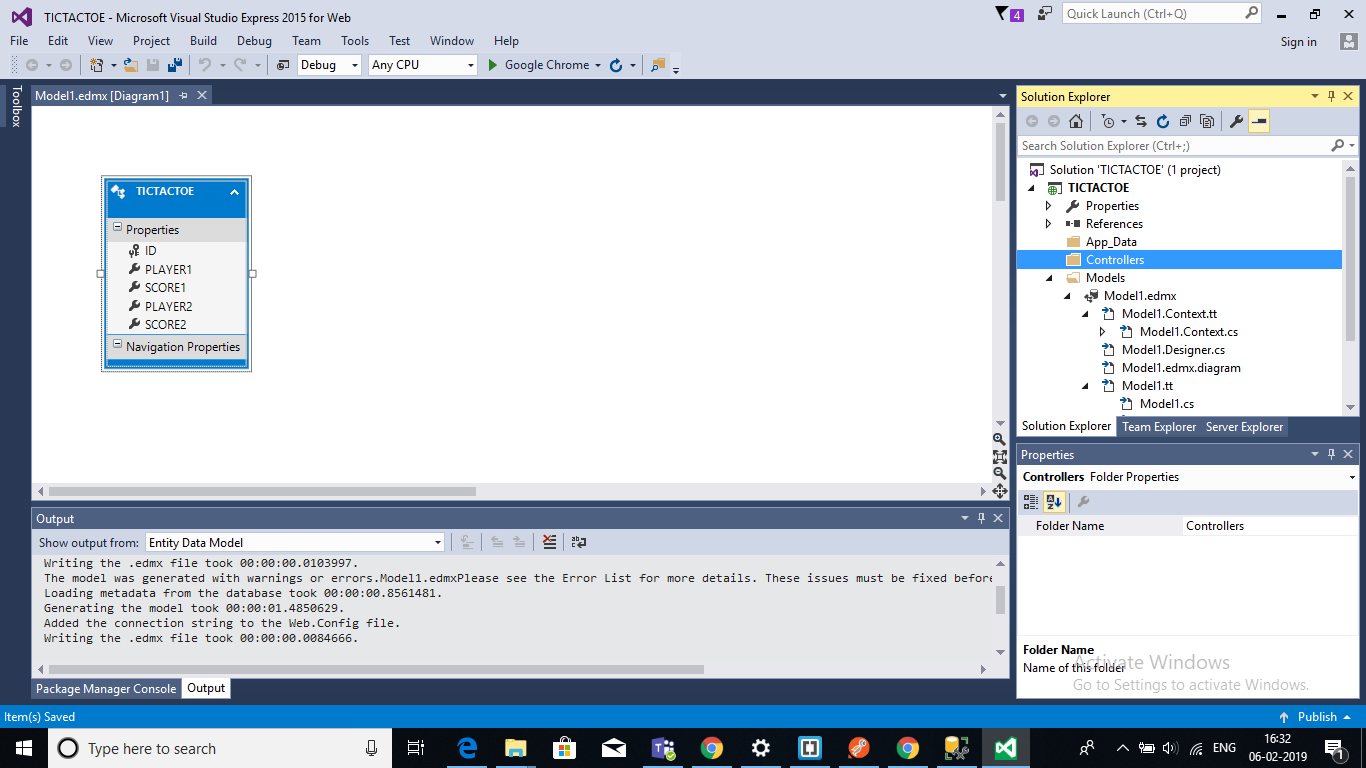 TICTACTOE - Microsoft Visual Studio Express 2015 for Web
4
Quick Launch (Ctrl+Q)
File Edit View Project Build Debug Team Tools Test Window Help
Sign in
Debug Any CPU Google Chrome
Toolbox
Model1.edmx [Diagram1]
TICTACTOE
Properties
ID
PLAYER1
SCORE1
PLAYER2
SCORE2
Navigation Properties
Solution Explorer
Search Solution Explorer (Ctrl+;)
Solution 'TICTACTOE' (1 project)
TICTACTOE
Properties
References
App_Data
Controllers
Models
Model1.edmx
Model1.Context.tt
Model1.Context.cs
Model1.Designer.cs
Model1.edmx.diagram
Model1.tt
Model1.cs
Solution Explorer Team Explorer Server Explorer
Properties
Controllers Folder Properties
Folder Name Controllers
Folder Name
Name of this folder
Activate Windows
Go to Settings to activate Windows.
Output
Show output from: Entity Data Model
Writing the .edmx file took 00:00:00.0103997.
The model was generated with warnings or errors.Model1.edmxPlease see the Error List for more details. These issues must be fixed before
Loading metadata from the database took 00:00:00.8561481.
Generating the model took 00:00:01.4850629.
Added the connection string to the Web.Config file.
Writing the .edmx file took 00:00:00.0084666.
Package Manager Console Output
Item(s) Saved
Publish
Type here to search
ENG
16:32
06-02-2019
1